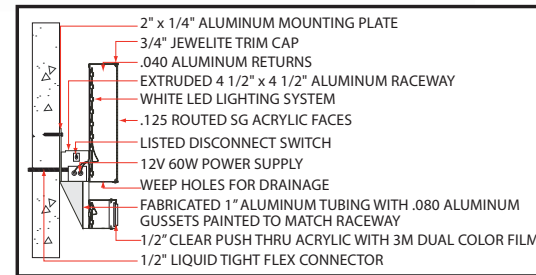 2" x 1/4" ALUMINUM MOUNTING PLATE
3/4" JEWELITE TRIM CAP
.040 ALUMINUM RETURNS
EXTRUDED 4 1/2" x 4 1/2" ALUMINUM RACEWAY
WHITE LED LIGHTING SYSTEM
.125 ROUTED SG ACRYLIC FACES
LISTED DISCONNECT SWITCH
12V 60W POWER SUPPLY
WEEP HOLES FOR DRAINAGE
FABRICATED 1" ALUMINUM TUBING WITH .080 ALUMINUM
GUSSETS PAINTED TO MATCH RACEWAY
1/2" CLEAR PUSH THRU ACRYLIC WITH 3M DUAL COLOR FILM
1/2" LIQUID TIGHT FLEX CONNECTOR